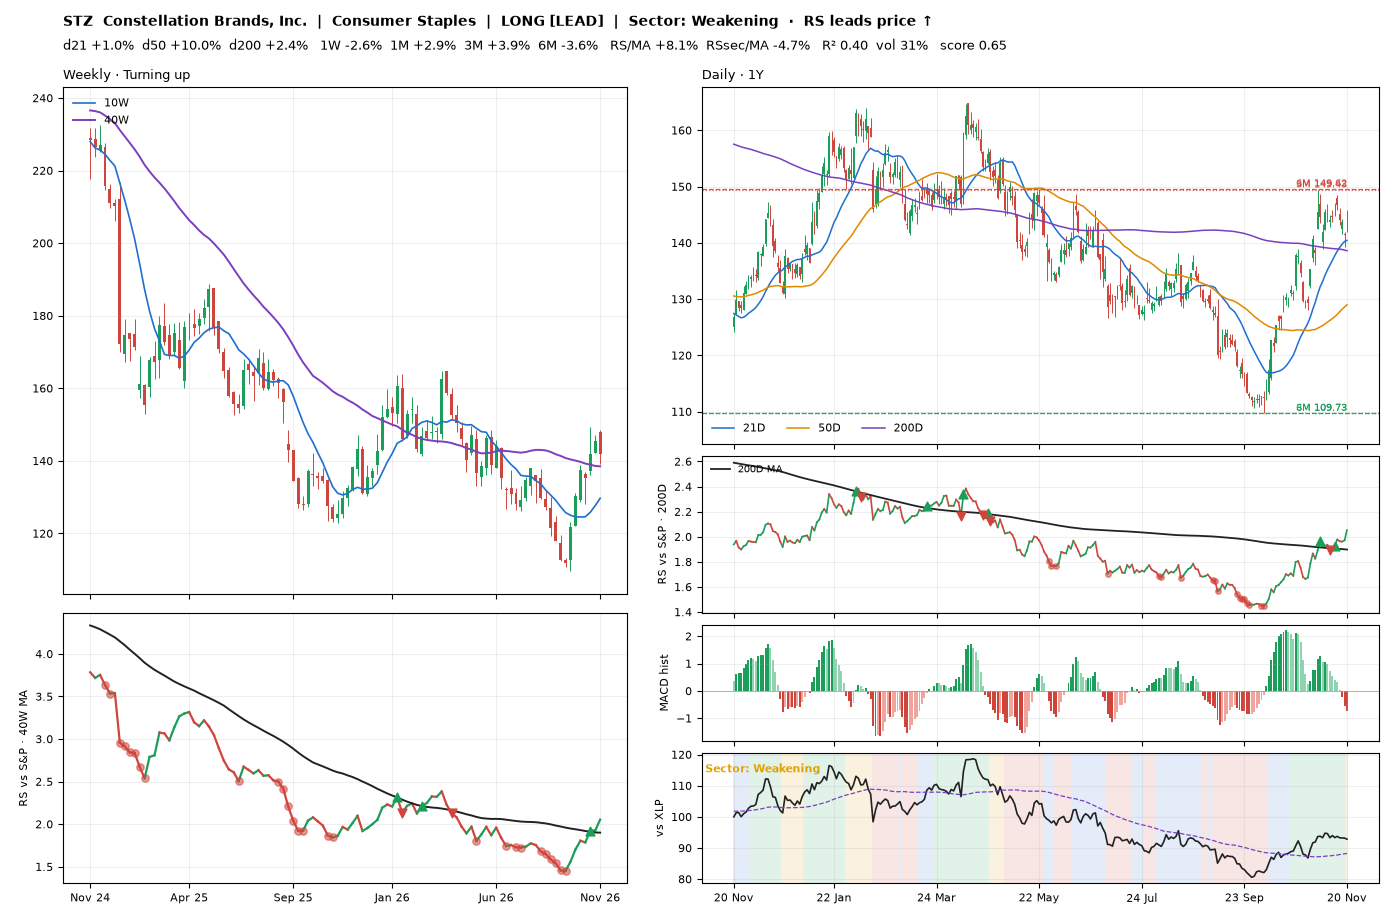 STZ Constellation Brands, Inc. | Consumer Staples | LONG [LEAD] | Sector: Weakening · RS leads price ↑
d21 +1.0% d50 +10.0% d200 +2.4% 1W -2.6% 1M +2.9% 3M +3.9% 6M -3.6% RS/MA +8.1% RSsec/MA -4.7% R² 0.40 vol 31% score 0.65
Weekly · Turning up
10W
40W
240
220
200
180
160
140
120
RS vs S&P · 40W MA
4.0
3.5
3.0
2.5
2.0
1.5
Nov 24
Apr 25
Sep 25
Jan 26
Jun 26
Nov 26
Daily · 1Y
160
150
140
130
120
110
149.62
6M 109.73
21D
50D
200D
RS vs S&P · 200D
200D MA
2.6
2.4
2.2
2.0
1.8
1.6
1.4
MACD hist
2
1
0
−1
vs XLP
Sector: Weakening
120
110
100
90
80
20 Nov
22 Jan
24 Mar
22 May
24 Jul
23 Sep
20 Nov